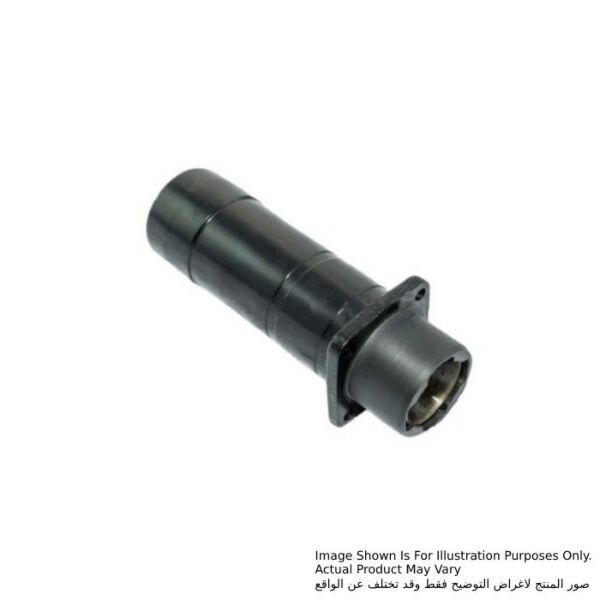 Image Shown Is For Illustration Purposes Only.
Actual Product May Vary
صور المنتج لاغراض التوضيح فقط وقد تختلف عن الواقع